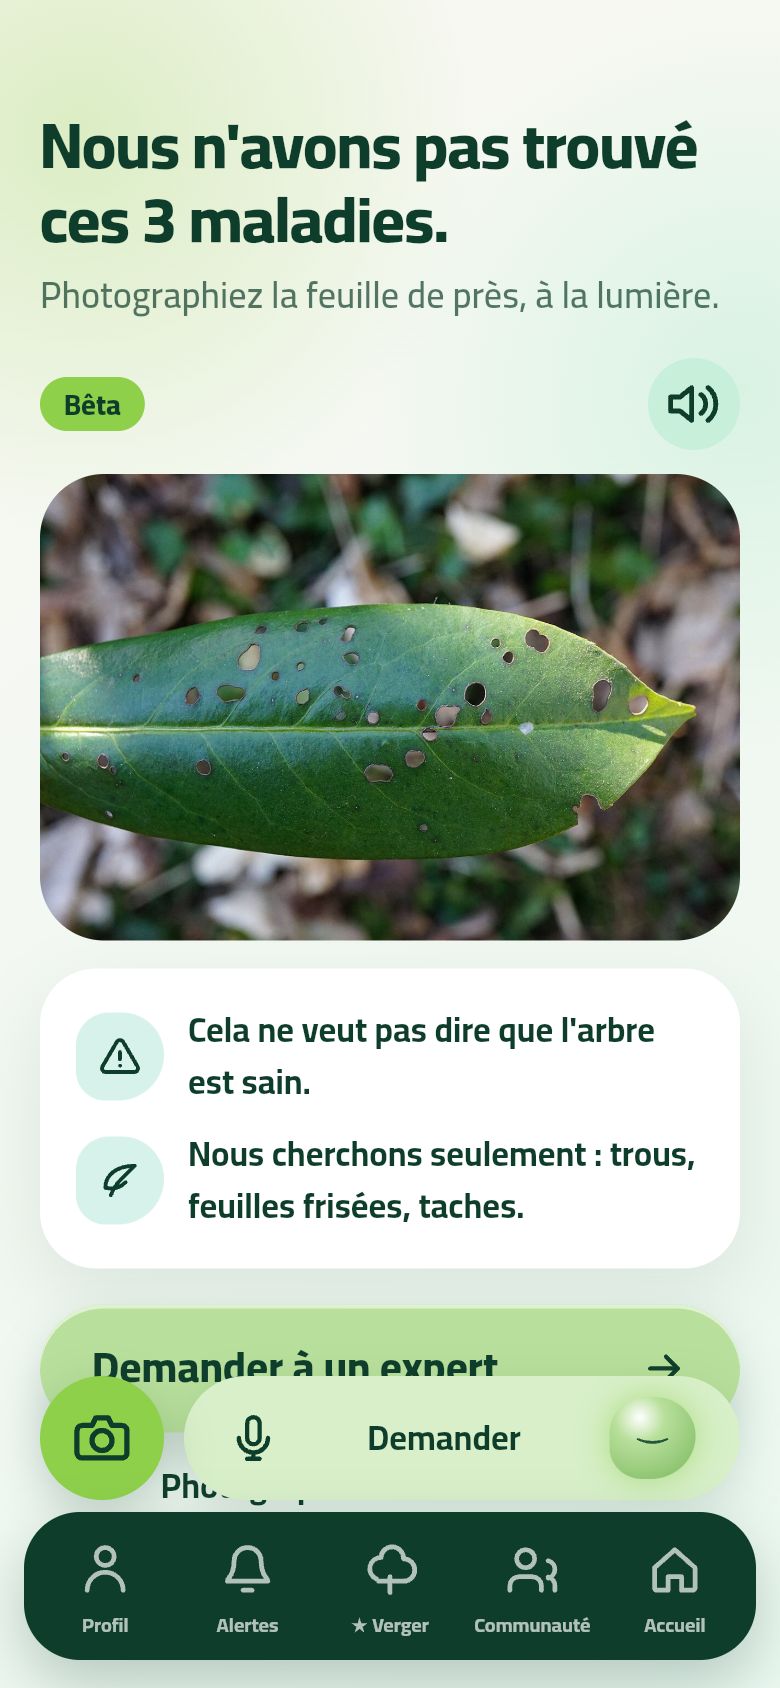 Nous n'avons pas trouvé
ces 3 maladies.
Photographiez la feuille de près, à la lumière.
Bêta
Cela ne veut pas dire que l'arbre
est sain.
Nous cherchons seulement : trous,
feuilles frisées, taches.
Demander à un expert
Demander
Profil
Alertes
★ Verger
Communauté
Accueil